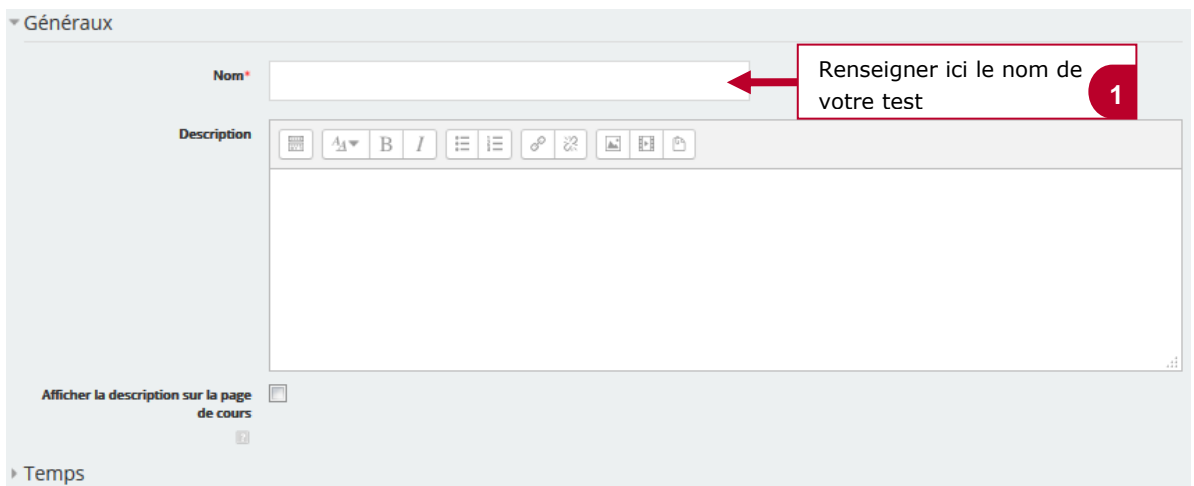 Généraux
Nom*
Renseigner ici le nom de
votre test
1
Description
B I
Afficher la description sur la page
de cours
?
Temps